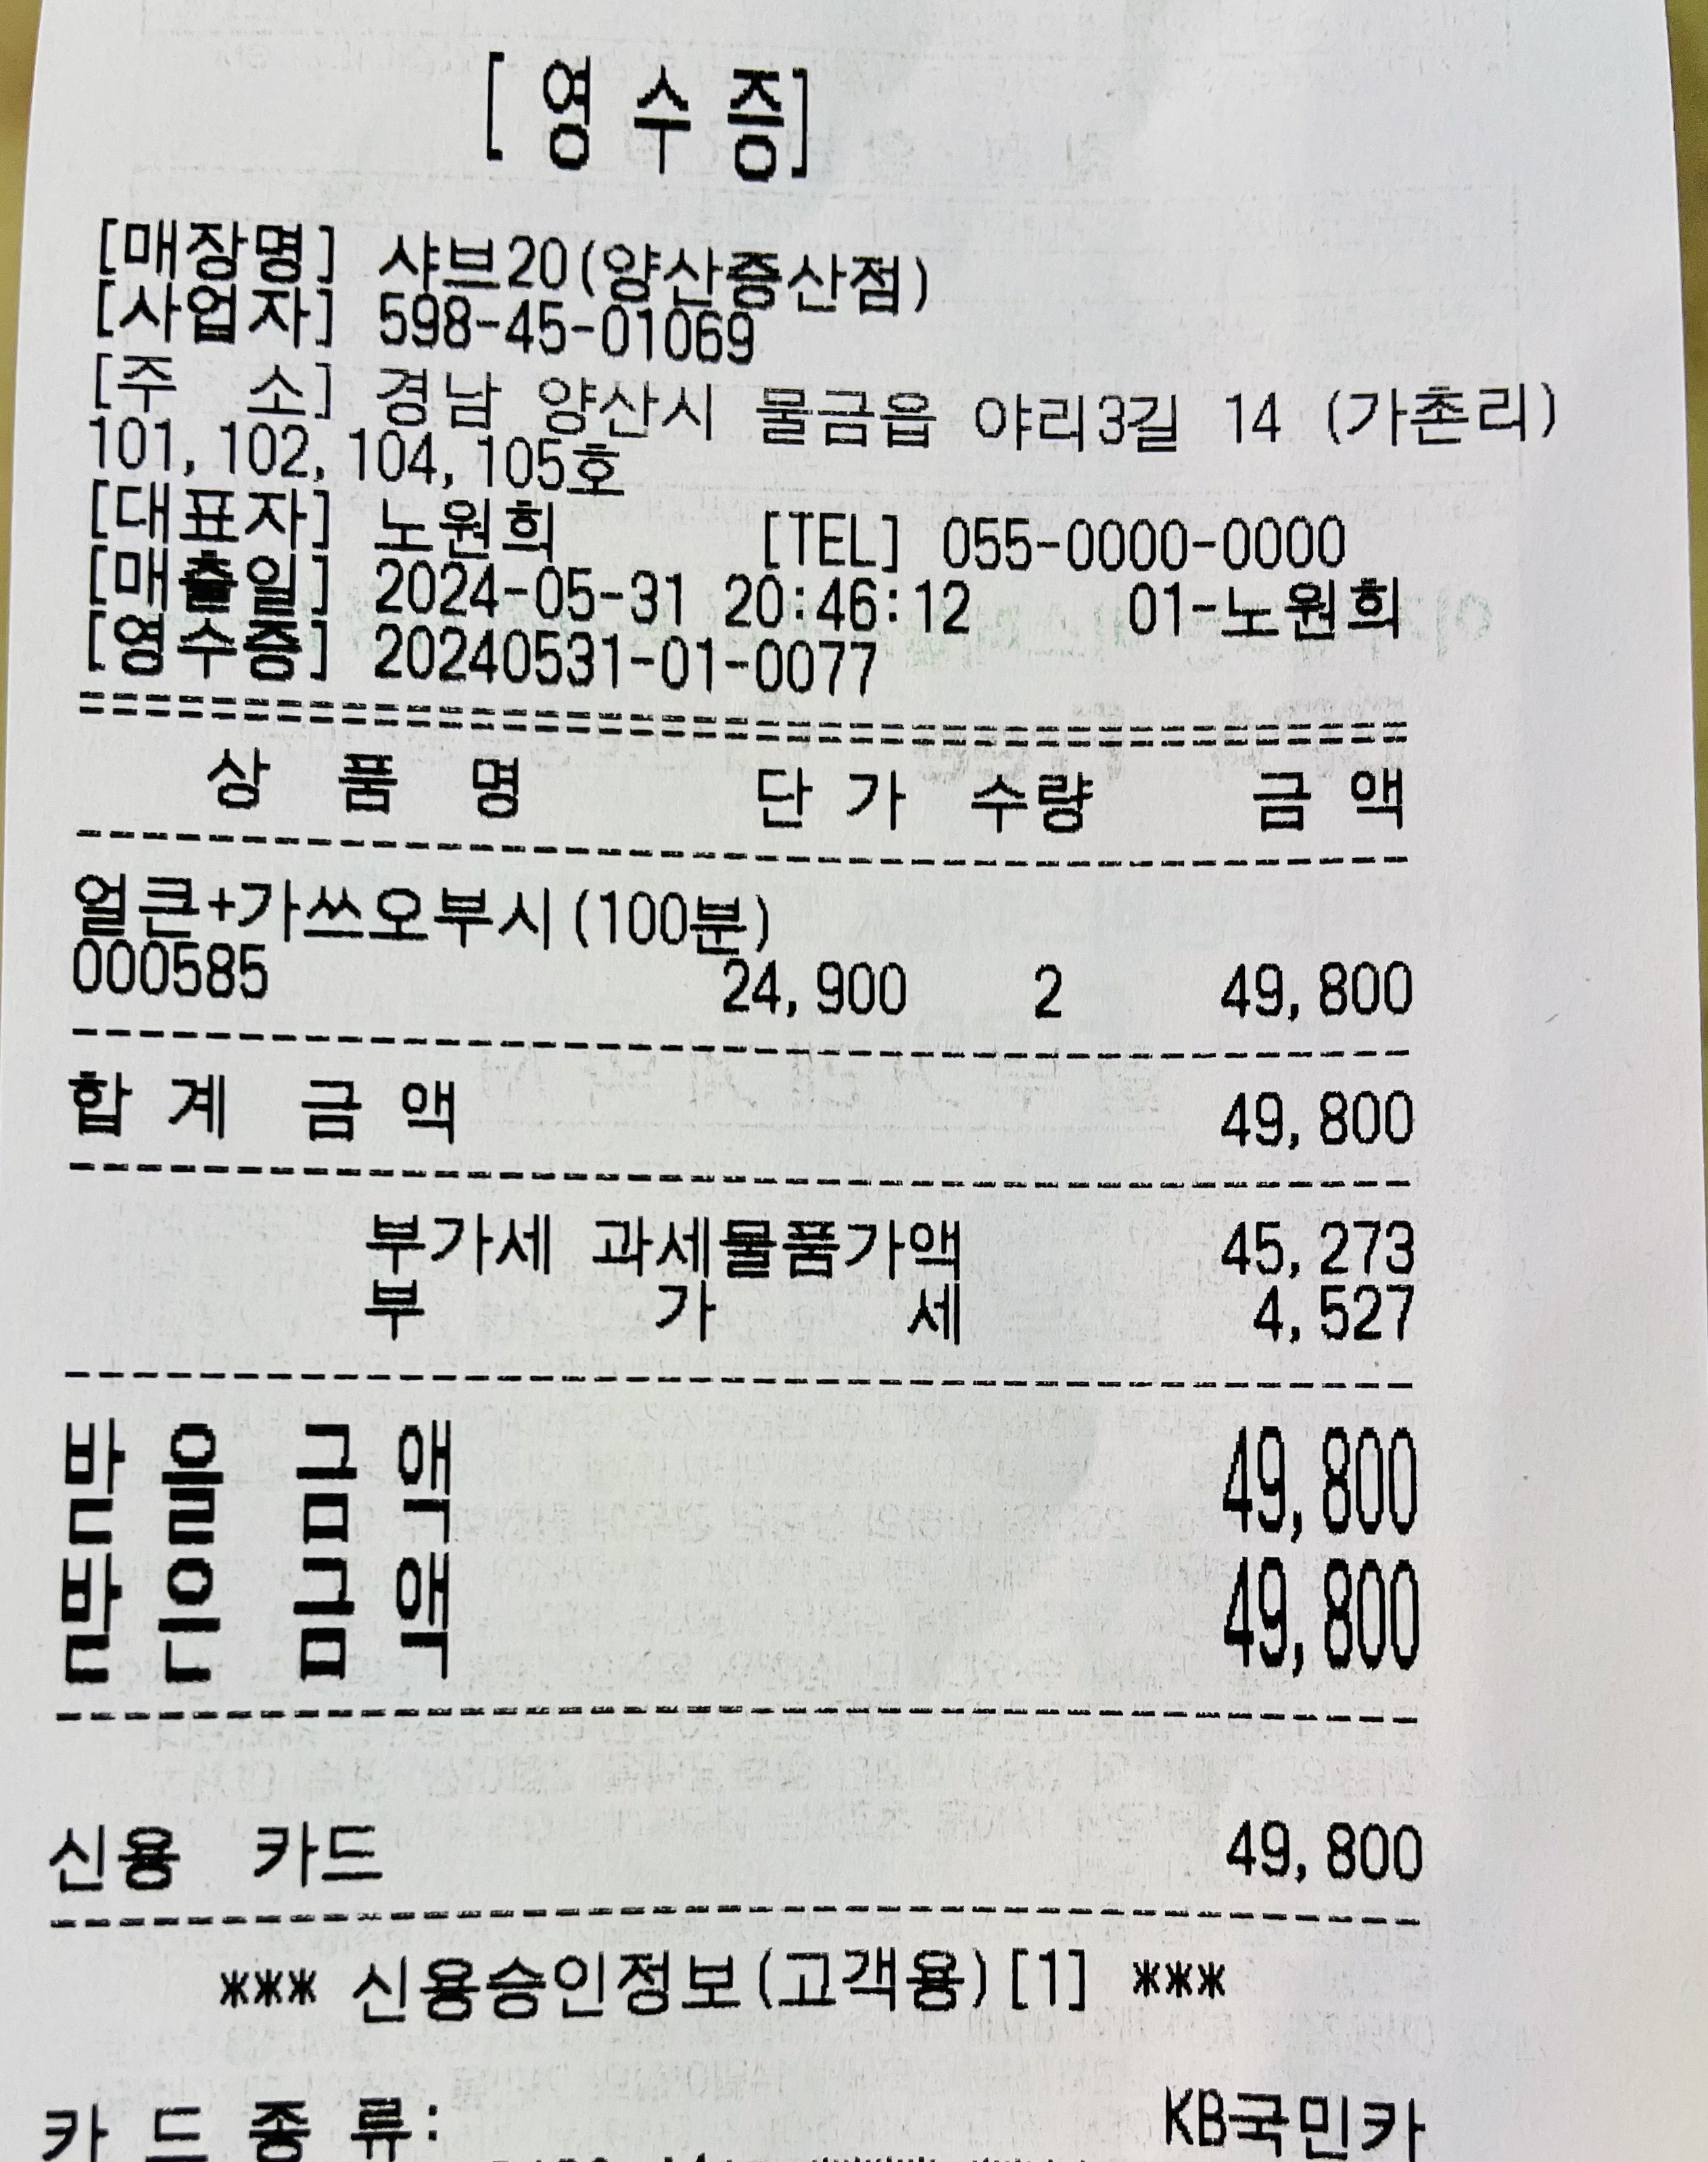 [ 영 수 증]
[매장명] 샤브20(양산증산점)
[사업자] 598-45-01069
[주 소] 경남 양산시 물금읍 야리3길 14 (가촌리)
101, 102, 104, 105호
[대표자] 노원희 [TEL] 055-0000-0000
[매출일] 2024-05-31 20:46:12 01-노원희
[영수증] 20240531-01-0077
상 품 명 단 가 수량 금 액
얼큰+가쓰오부시(100분)
000585 24,900 2 49,800
합 계 금 액 49,800
부가세 과세물품가액 45,273
부 가 세 4,527
받 을 금 액 49,800
받 은 금 액 49,800
신용 카드 49,800
*** 신용승인정보(고객용)[1] ***
카 드 종 류: KB국민카